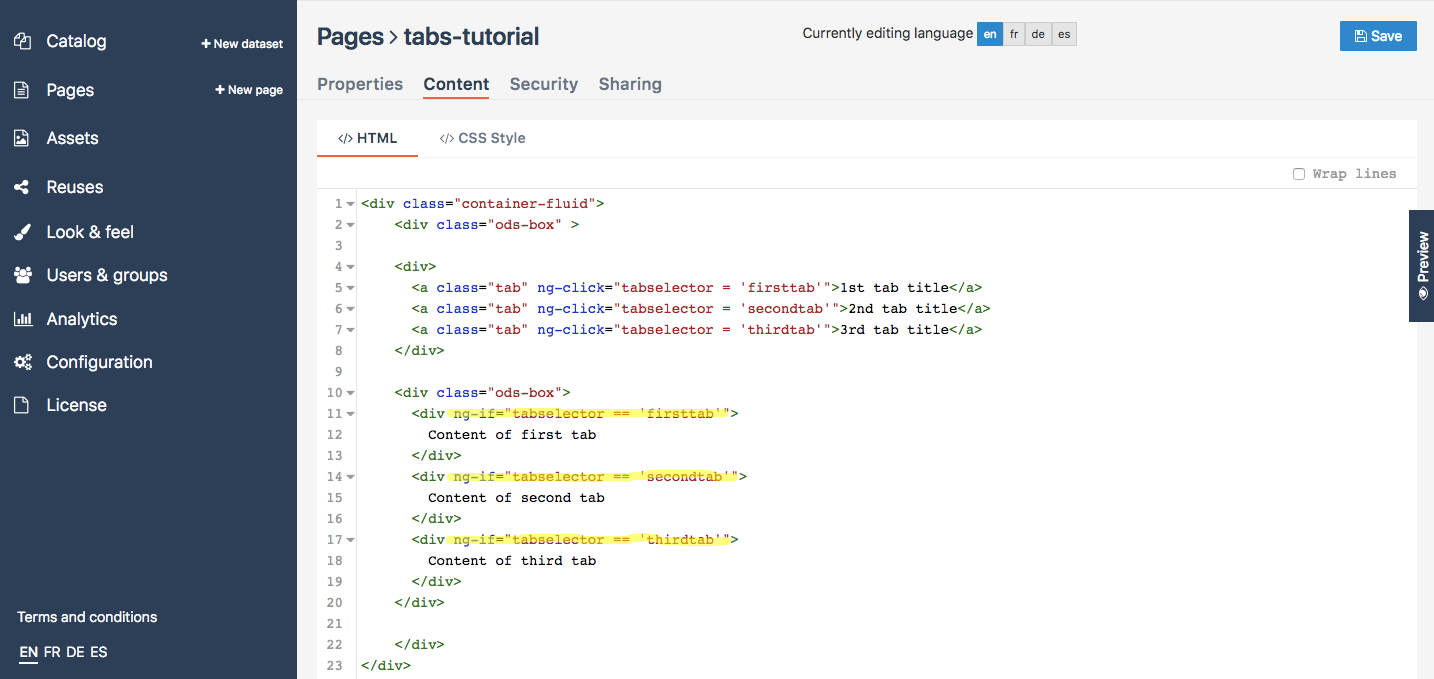 Catalog
+ New dataset
Pages
+ New page
Assets
Reuses
Look & feel
Users & groups
Analytics
Configuration
License
Terms and conditions
EN FR DE ES
Pages > tabs-tutorial
Currently editing language en fr de es
Save
Properties Content Security Sharing
</> HTML </> CSS Style
Wrap lines
1 <div class="container-fluid">
2     <div class="ods-box" >
3
4     <div>
5       <a class="tab" ng-click="tabselector = 'firsttab'">1st tab title</a>
6       <a class="tab" ng-click="tabselector = 'secondtab'">2nd tab title</a>
7       <a class="tab" ng-click="tabselector = 'thirdtab'">3rd tab title</a>
8     </div>
9
10     <div class="ods-box">
11       <div ng-if="tabselector == 'firsttab'">
12         Content of first tab
13       </div>
14       <div ng-if="tabselector == 'secondtab'">
15         Content of second tab
16       </div>
17       <div ng-if="tabselector == 'thirdtab'">
18         Content of third tab
19       </div>
20     </div>
21
22     </div>
23 </div>
Preview